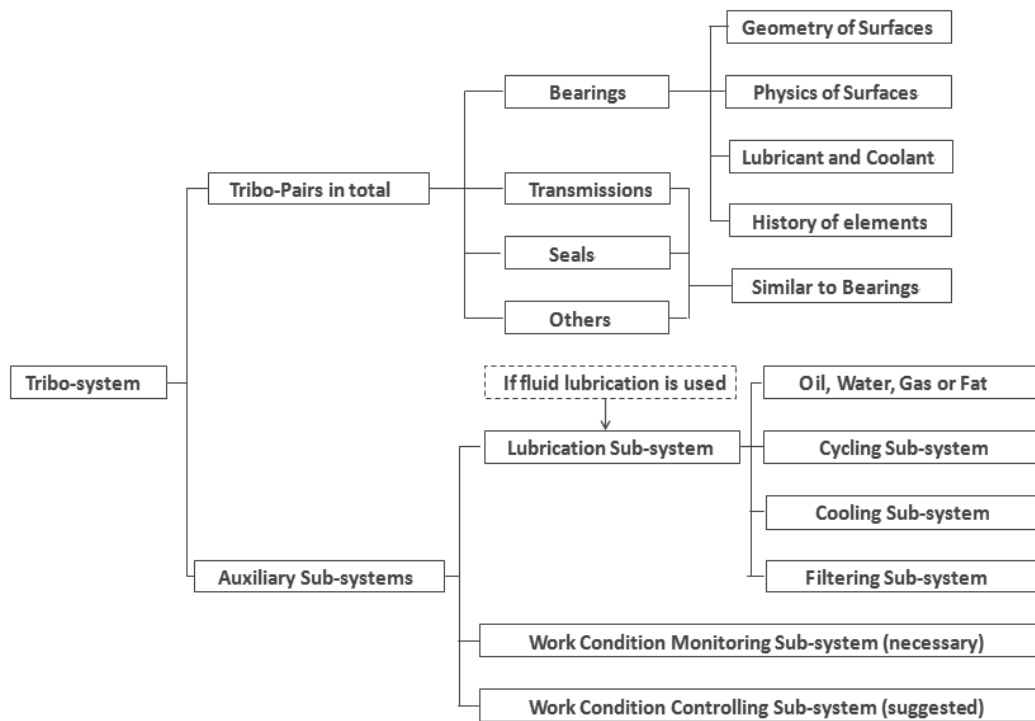 Geometry of Surfaces
Bearings
Physics of Surfaces
Lubricant and Coolant
Tribo-Pairs in total
Transmissions
History of elements
Seals
Similar to Bearings
Others
Tribo-system
If fluid lubrication is used
Oil, Water, Gas or Fat
Lubrication Sub-system
Cycling Sub-system
Cooling Sub-system
Auxiliary Sub-systems
Filtering Sub-system
Work Condition Monitoring Sub-system (necessary)
Work Condition Controlling Sub-system (suggested)